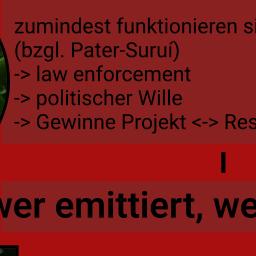 zumindest funktionieren si
(bzgl. Pater-Suruí)
-> law enforcement
-> politischer Wille
-> Gewinne Projekt <-> Res
I
wer emittiert, we